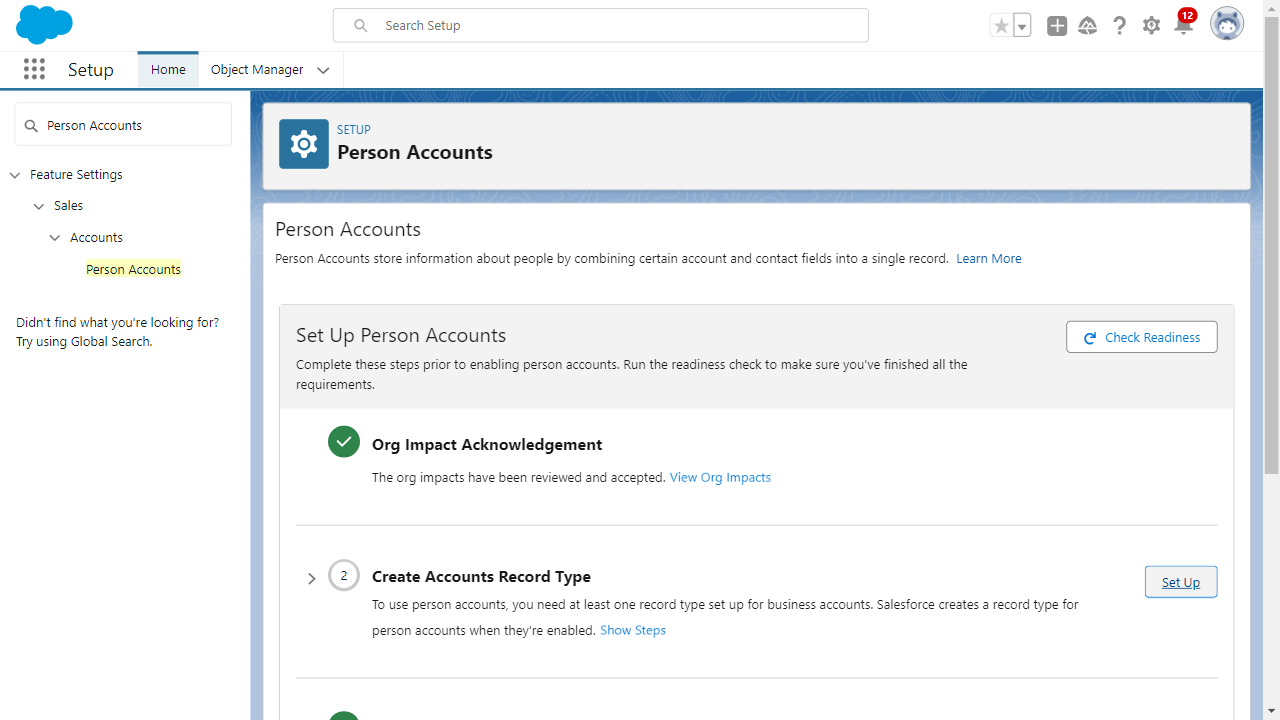 Search Setup
12
Setup
Home
Object Manager
Person Accounts
Feature Settings
Sales
Accounts
Person Accounts
Didn't find what you're looking for?
Try using Global Search.
SETUP
Person Accounts
Person Accounts
Person Accounts store information about people by combining certain account and contact fields into a single record. Learn More
Set Up Person Accounts
Check Readiness
Complete these steps prior to enabling person accounts. Run the readiness check to make sure you've finished all the
requirements.
Org Impact Acknowledgement
The org impacts have been reviewed and accepted. View Org Impacts
2
Create Accounts Record Type
Set Up
To use person accounts, you need at least one record type set up for business accounts. Salesforce creates a record type for
person accounts when they're enabled. Show Steps